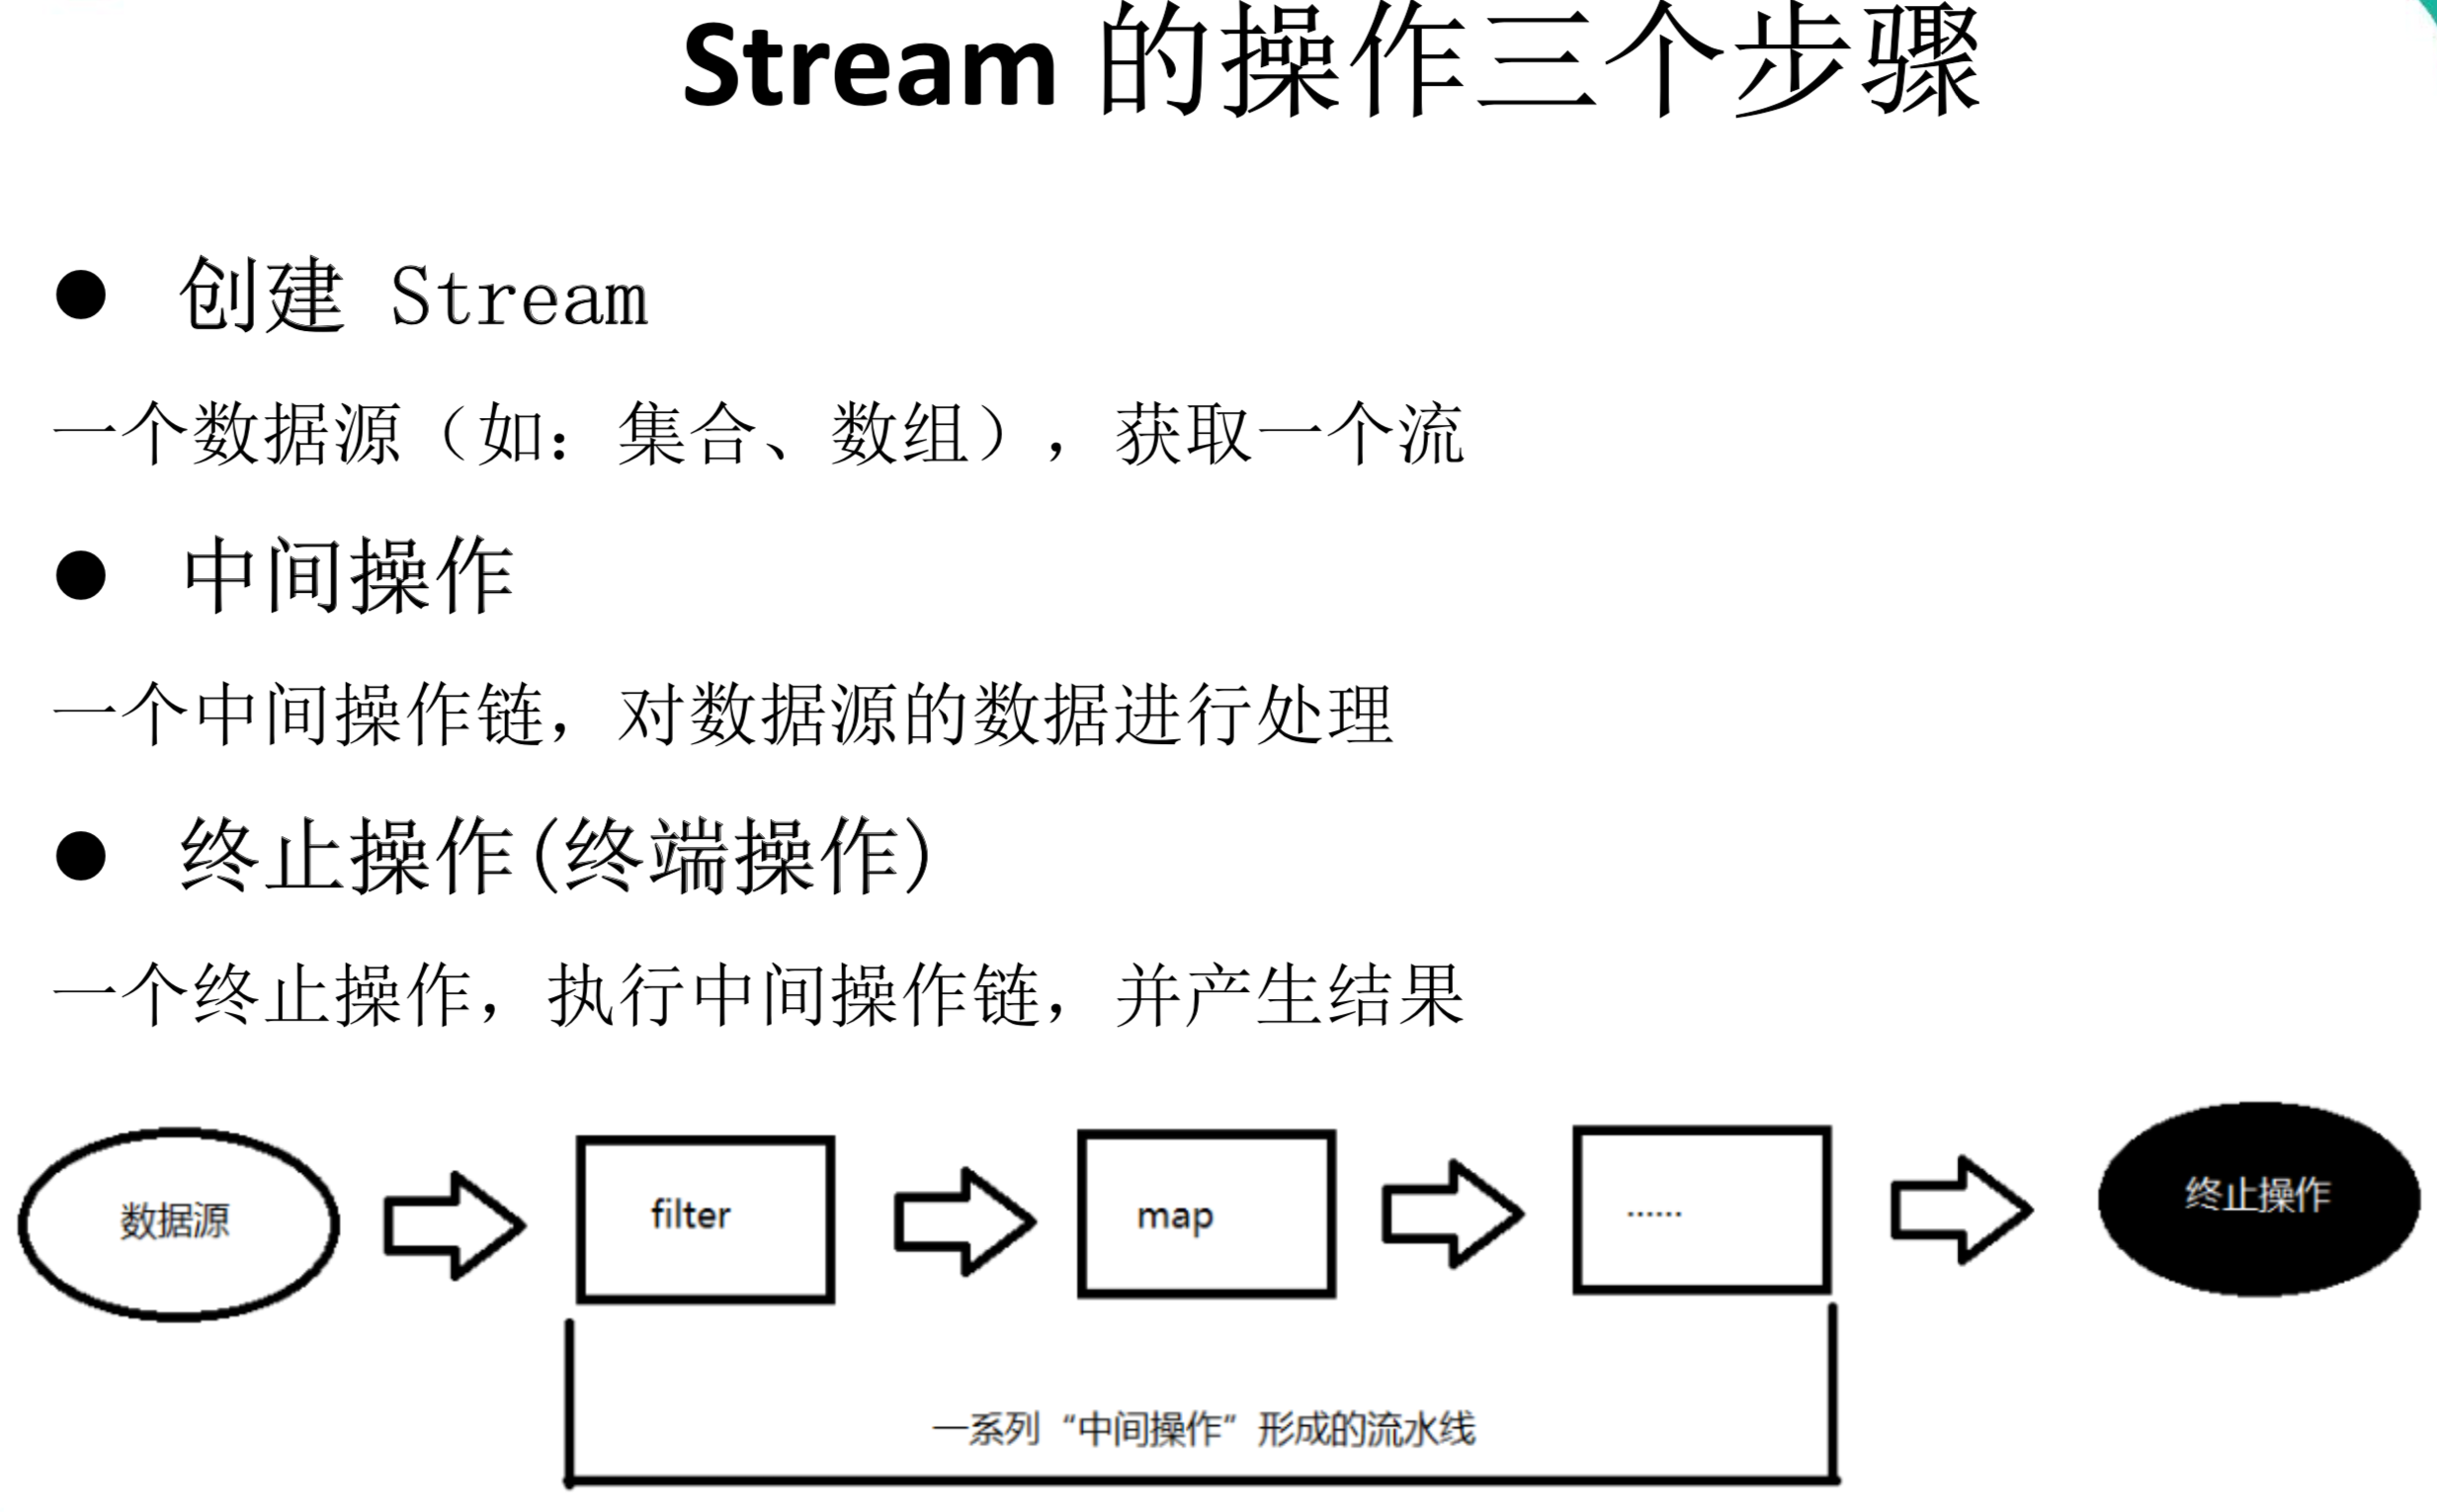 Stream 的操作三个步骤
● 创建 Stream
一个数据源（如：集合、数组），获取一个流
● 中间操作
一个中间操作链，对数据源的数据进行处理
● 终止操作(终端操作)
一个终止操作，执行中间操作链，并产生结果
数据源
filter
map
......
终止操作
一系列“中间操作”形成的流水线